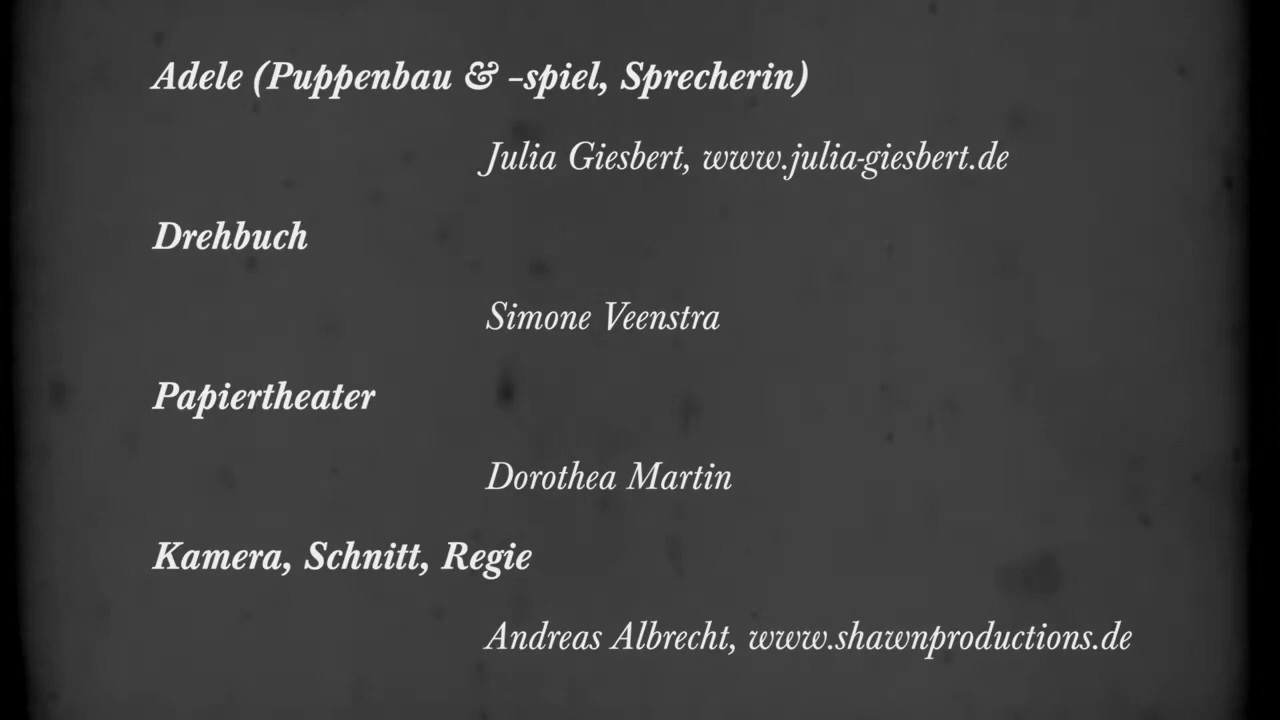 Adele (Puppenbau & –spiel, Sprecherin)
Julia Giesbert, www.julia-giesbert.de
Drehbuch
Simone Veenstra
Papiertheater
Dorothea Martin
Kamera, Schnitt, Regie
Andreas Albrecht, www.shawnproductions.de